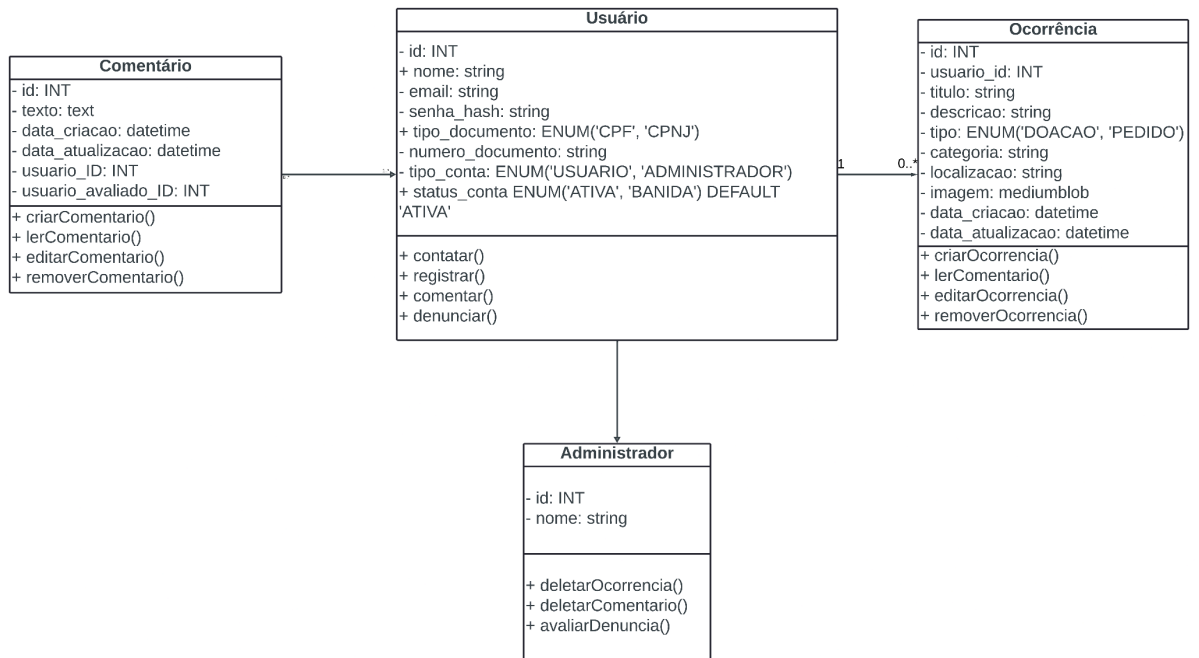 Comentário
- id: INT
- texto: text
- data_criacao: datetime
- data_atualizacao: datetime
- usuario_ID: INT
- usuario_avaliado_ID: INT
+ criarComentario()
+ lerComentario()
+ editarComentario()
+ removerComentario()
Usuário
- id: INT
+ nome: string
- email: string
- senha_hash: string
+ tipo_documento: ENUM('CPF', 'CPNJ')
- numero_documento: string
- tipo_conta: ENUM('USUARIO', 'ADMINISTRADOR')
+ status_conta ENUM('ATIVA', 'BANIDA') DEFAULT
'ATIVA'
+ contatar()
+ registrar()
+ comentar()
+ denunciar()
1
0..*
Ocorrência
- id: INT
- usuario_id: INT
- titulo: string
- descricao: string
- tipo: ENUM('DOACAO', 'PEDIDO')
- categoria: string
- localizacao: string
- imagem: mediumblob
- data_criacao: datetime
- data_atualizacao: datetime
+ criarOcorrencia()
+ lerComentario()
+ editarOcorrencia()
+ removerOcorrencia()
Administrador
- id: INT
- nome: string
+ deletarOcorrencia()
+ deletarComentario()
+ avaliarDenuncia()